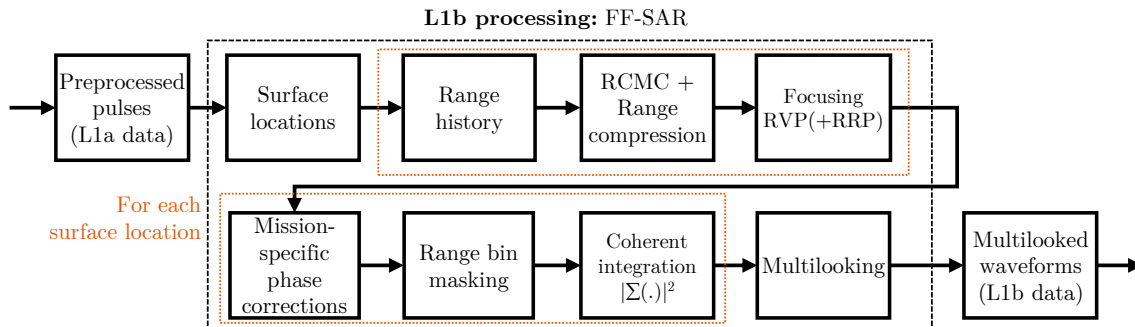 L1b processing: FF-SAR
Preprocessed
pulses
(L1a data)
Surface
locations
Range
history
RCMC +
Range
compression
Focusing
RVP(+RRP)
For each
surface location
Mission-
specific
phase
corrections
Range bin
masking
Coherent
integration
|Σ(.)|²
Multilooking
Multilooked
waveforms
(L1b data)